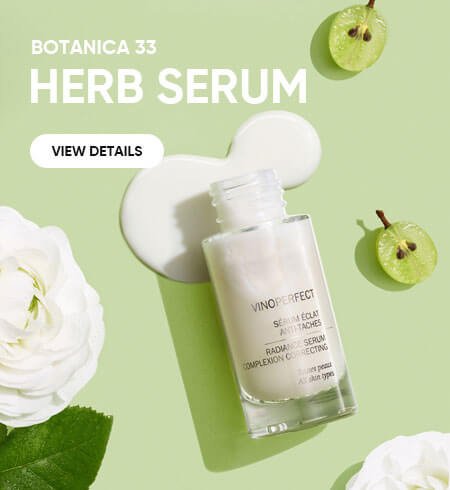 BOTANICA 33
HERB SERUM
VIEW DETAILS
VINOPERFECT
SÉRUM ÉCLAT
ANTI-TACHES
RADIANCE SERUM
COMPLEXION CORRECTING
Toutes peaux
All skin types